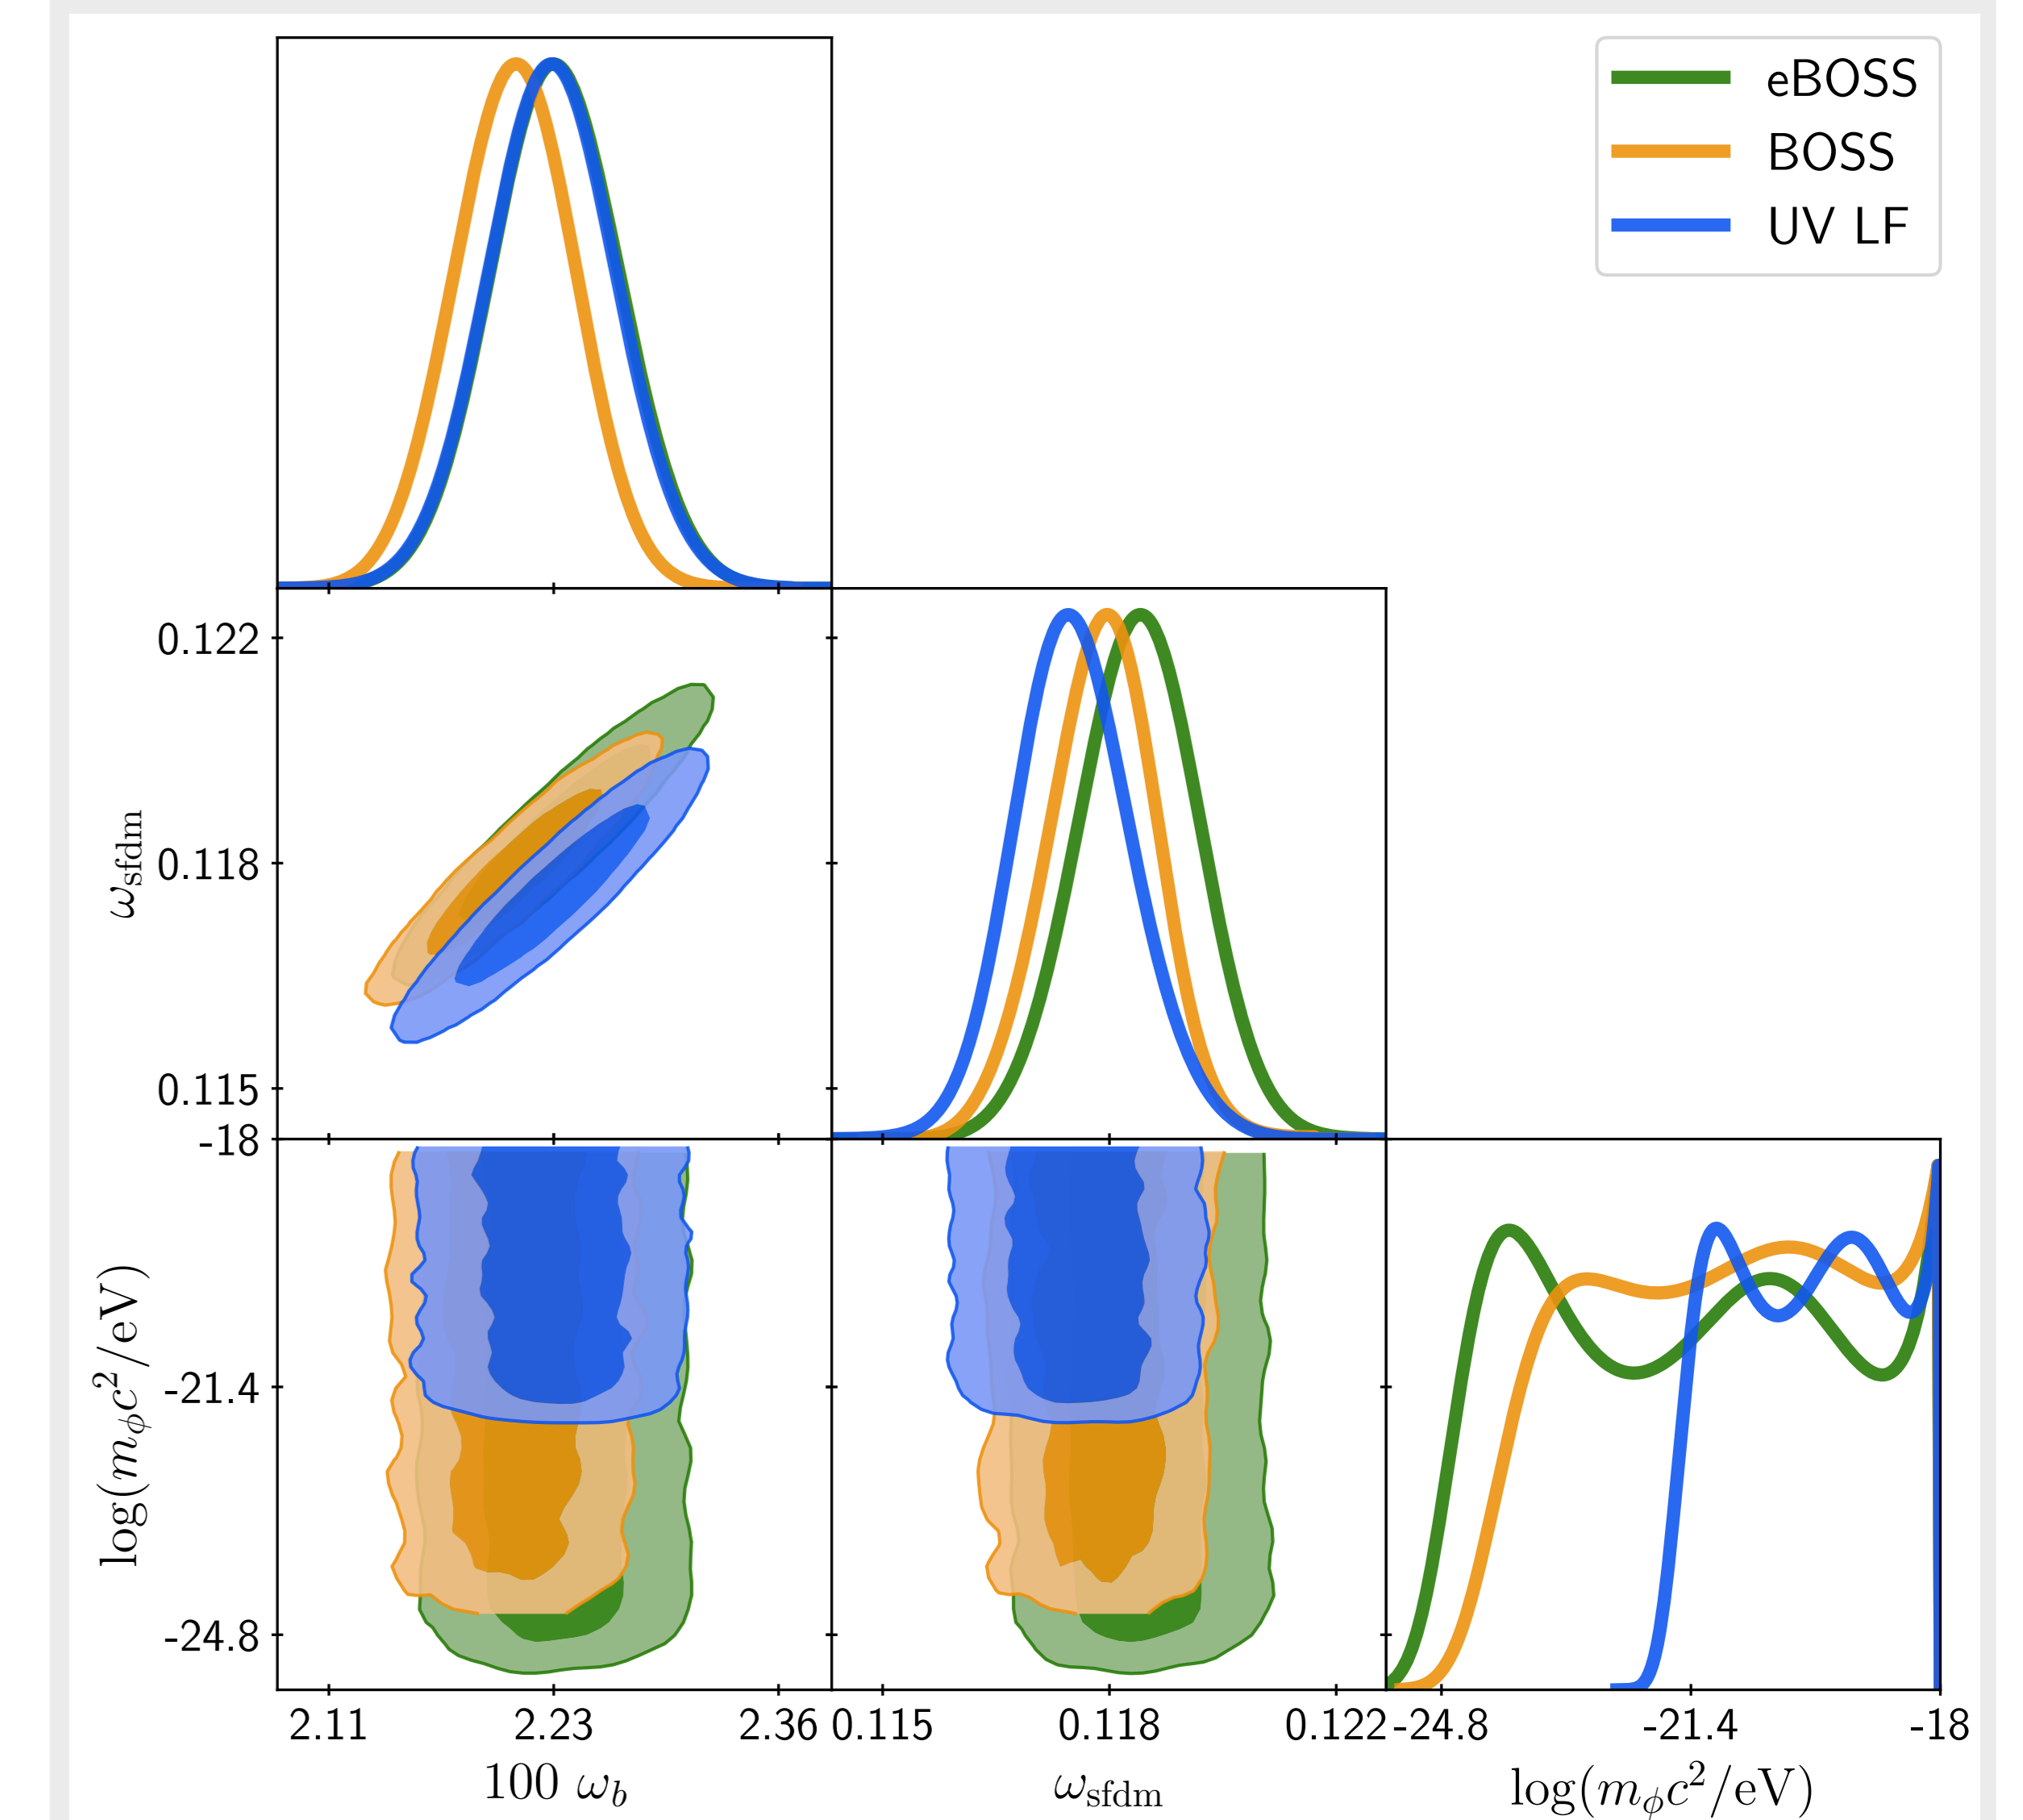 eBOSS
BOSS
UV LF
0.122
0.118
0.115
ω_sfdm
-18
-21.4
-24.8
log(m_ϕc²/eV)
2.11 2.23 2.36 0.115 0.118 0.122 -24.8 -21.4 -18
100 ω_b ω_sfdm log(m_ϕc²/eV)